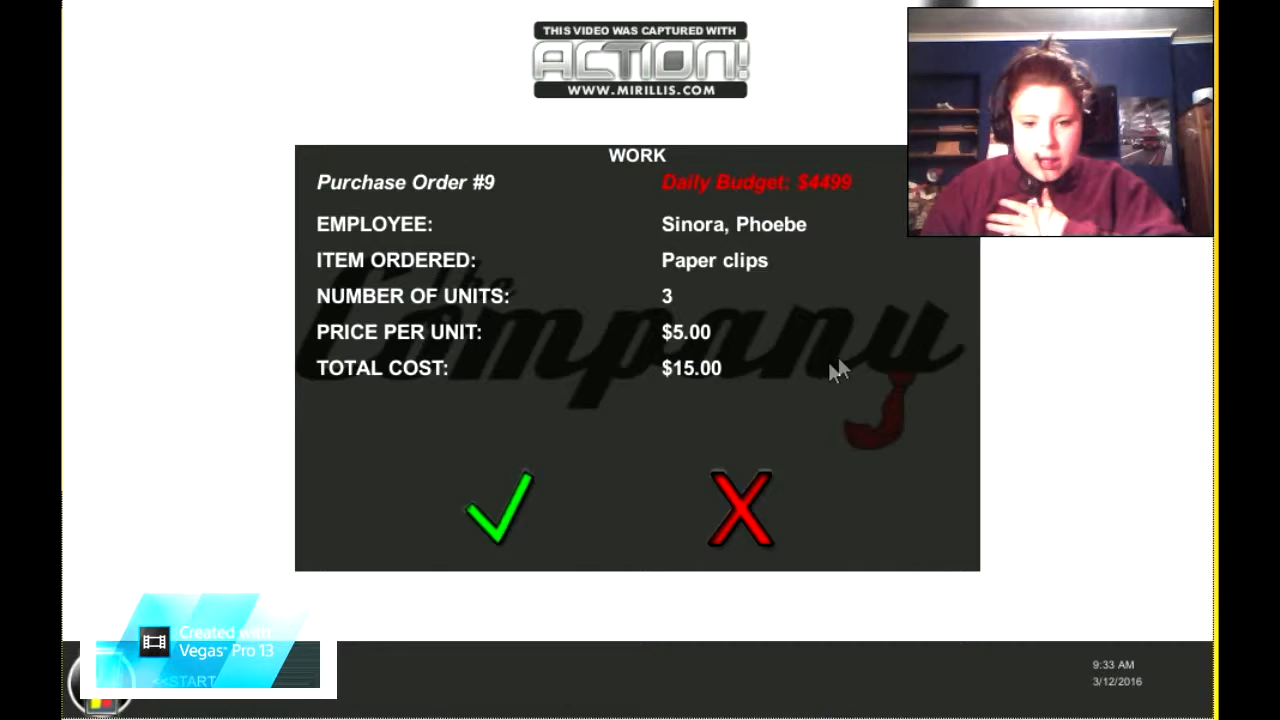 THIS VIDEO WAS CAPTURED WITH
ACTION!
WWW.MIRILLIS.COM
WORK
Purchase Order #9
Daily Budget: $4499
EMPLOYEE:
Sinora, Phoebe
ITEM ORDERED:
Paper clips
NUMBER OF UNITS:
3
PRICE PER UNIT:
$5.00
TOTAL COST:
$15.00
The
Company
Created with
Vegas Pro 13
<<START
9:33 AM
3/12/2016